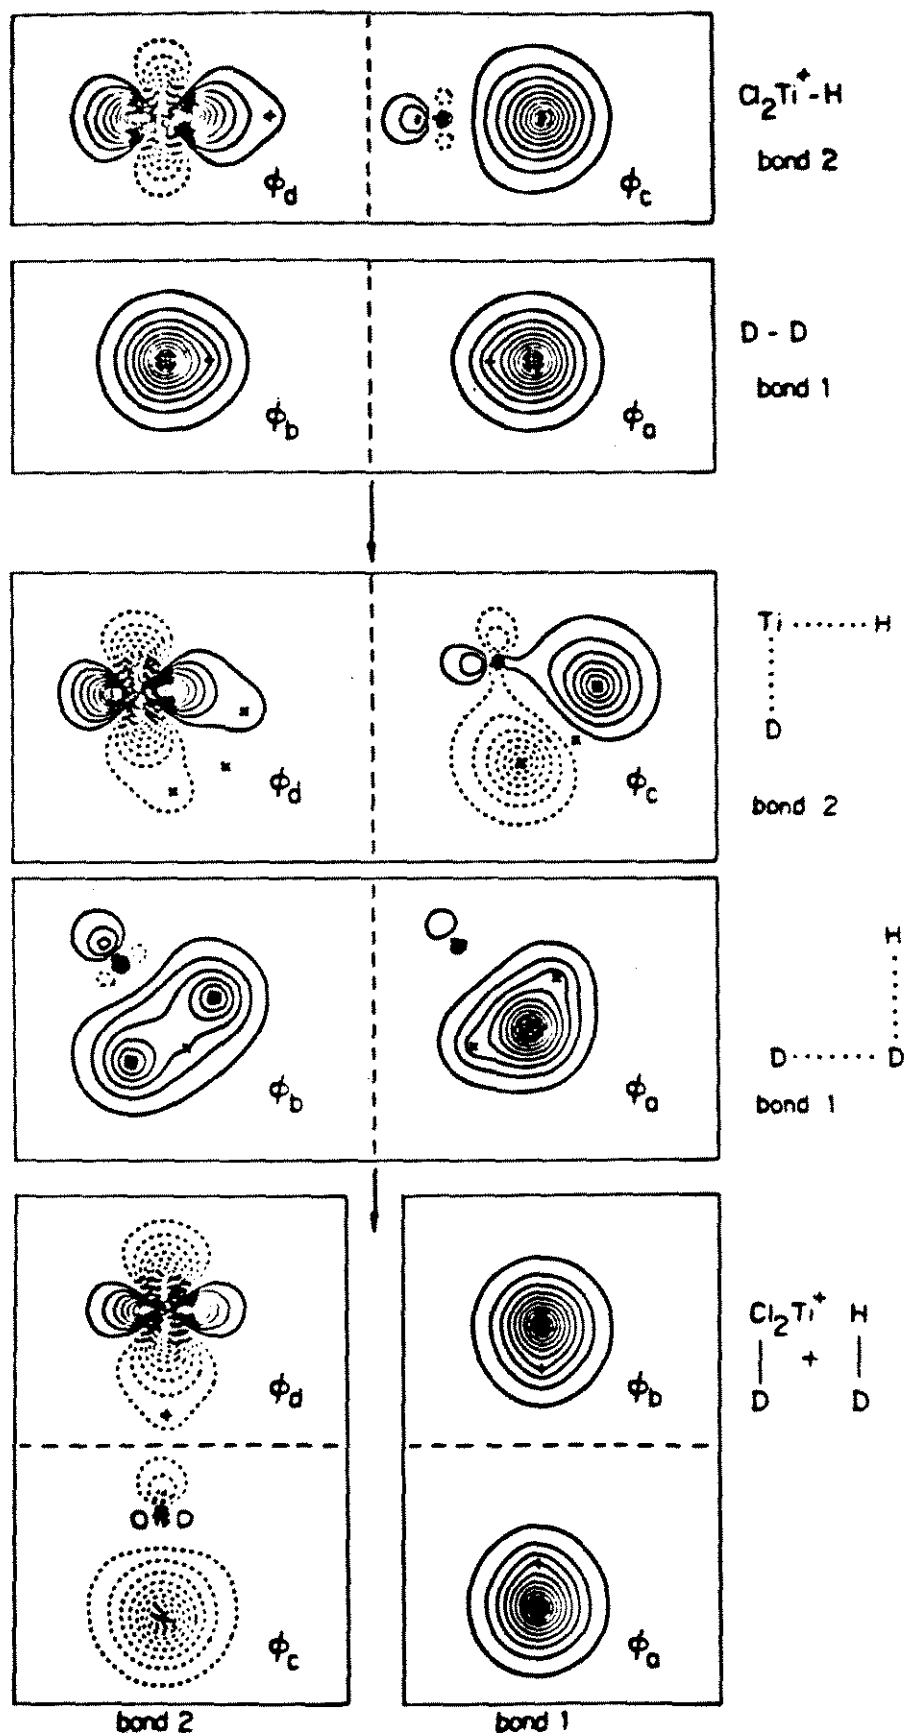 Cl₂Ti⁺-H
ϕd ϕc
bond 2
D - D
ϕb ϕa
bond 1
Ti ........ H
D
ϕd ϕc
bond 2
H
D ........ D
ϕb ϕa
bond 1
Cl₂Ti⁺ H
+
D D
ϕd ϕb
ϕc ϕa
bond 2 bond 1